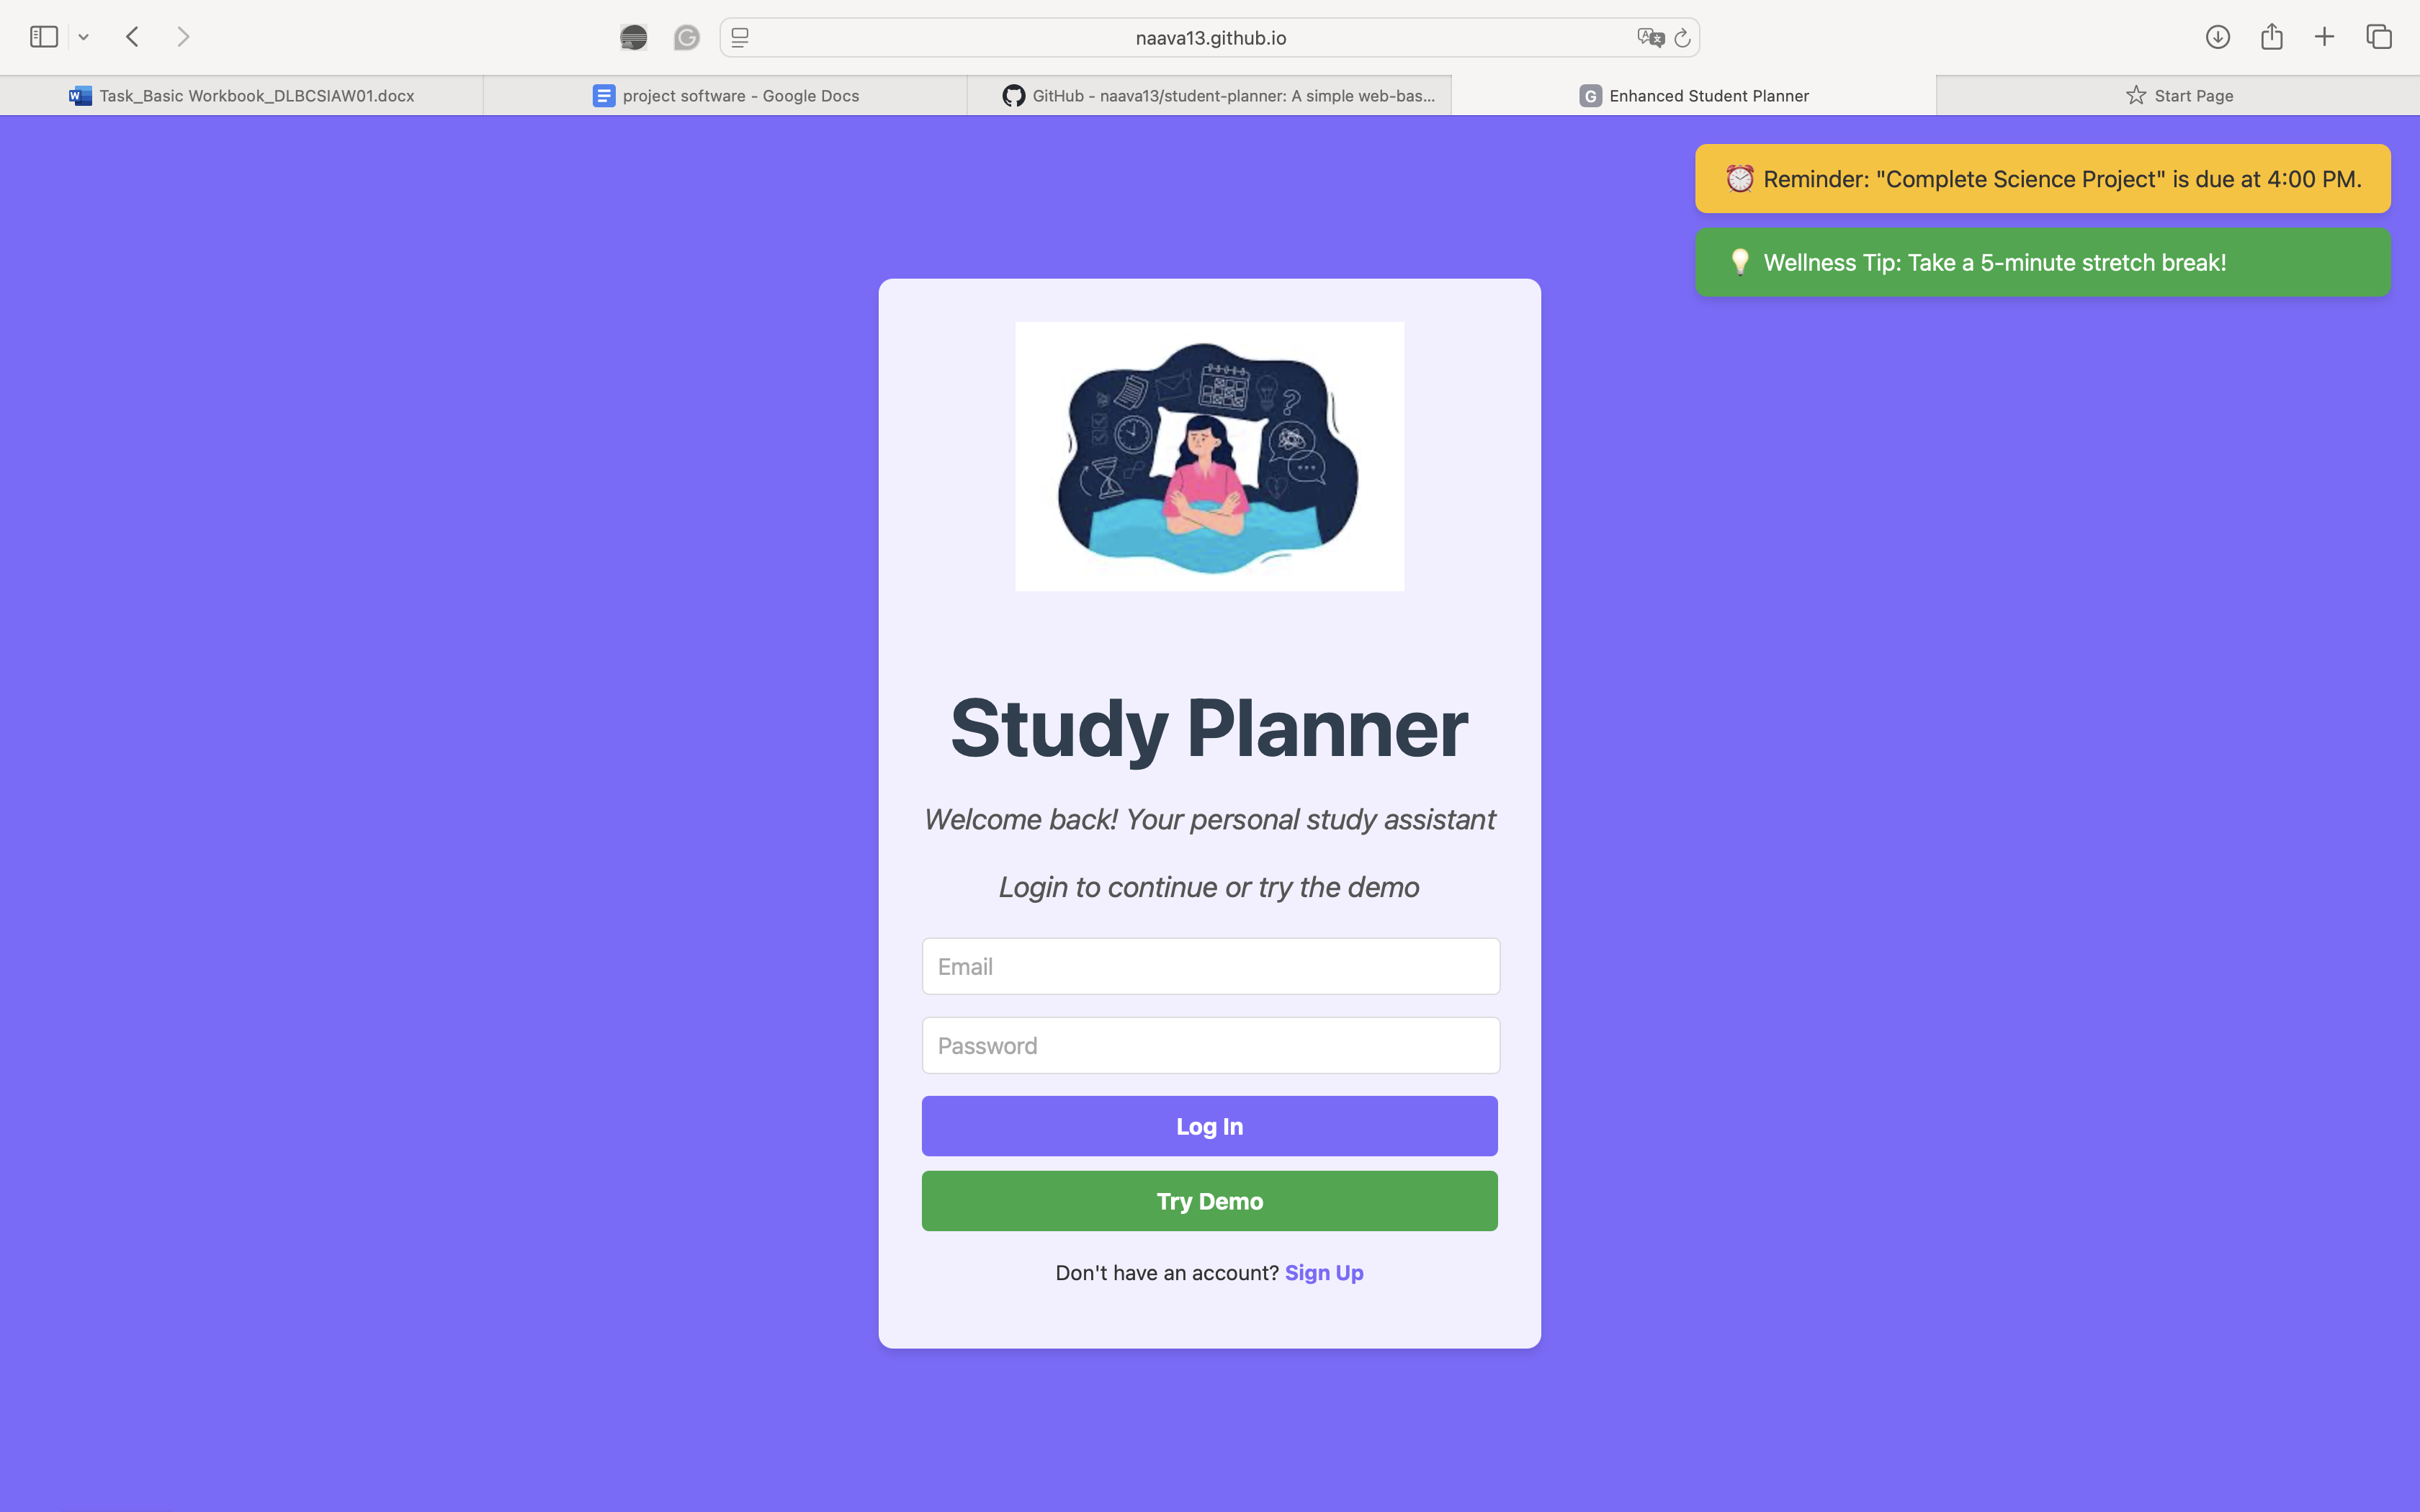 naava13.github.io
Task_Basic Workbook_DLBCSIAW01.docx
project software - Google Docs
GitHub - naava13/student-planner: A simple web-bas...
G Enhanced Student Planner
Start Page
⏰ Reminder: "Complete Science Project" is due at 4:00 PM.
💡 Wellness Tip: Take a 5-minute stretch break!
Study Planner
Welcome back! Your personal study assistant
Login to continue or try the demo
Email
Password
Log In
Try Demo
Don't have an account? Sign Up